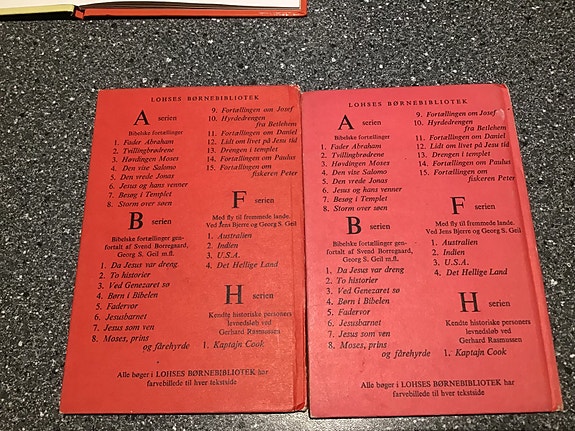 LOHSES BØRNEBIBLIOTEK
A serien
Bibelske fortællinger
1. Fader Abraham
2. Tvillingbrødrene
3. Høvdingen Moses
4. Den vise Salomo
5. Den vrede Jonas
6. Jesus og hans venner
7. Besøg i Templet
8. Storm over søen
B serien
Bibelske fortællinger gen-
fortalt af Svend Borregaard,
Georg S. Geil m.fl.
1. Da Jesus var dreng
2. To historier
3. Ved Genezaret sø
4. Børn i Bibelen
5. Fadervor
6. Jesusbarnet
7. Jesus som ven
8. Moses, prins
og fårehyrde
9. Fortællingen om Josef
10. Hyrdedrengen
fra Betlehem
11. Fortællingen om Daniel
12. Lidt om livet på Jesu tid
13. Drengen i templet
14. Fortællingen om Paulus
15. Fortællingen om
fiskeren Peter
F serien
Med fly til fremmede lande.
Ved Jens Bjerre og Georg S. Geil
1. Australien
2. Indien
3. U.S.A.
4. Det Hellige Land
H serien
Kendte historiske personers
levnedsløb ved
Gerhard Rasmussen
1. Kaptajn Cook
Alle bøger i LOHSES BØRNEBIBLIOTEK har
farvebillede til hver tekstside
LOHSES BØRNEBIBLIOTEK
A serien
Bibelske fortællinger
1. Fader Abraham
2. Tvillingbrødrene
3. Høvdingen Moses
4. Den vise Salomo
5. Den vrede Jonas
6. Jesus og hans venner
7. Besøg i Templet
8. Storm over søen
B serien
Bibelske fortællinger gen-
fortalt af Svend Borregaard,
Georg S. Geil m.fl.
1. Da Jesus var dreng
2. To historier
3. Ved Genezaret sø
4. Børn i Bibelen
5. Fadervor
6. Jesusbarnet
7. Jesus som ven
8. Moses, prins
og fårehyrde
9. Fortællingen om Josef
10. Hyrdedrengen
fra Betlehem
11. Fortællingen om Daniel
12. Lidt om livet på Jesu tid
13. Drengen i templet
14. Fortællingen om Paulus
15. Fortællingen om
fiskeren Peter
F serien
Med fly til fremmede lande.
Ved Jens Bjerre og Georg S. Geil
1. Australien
2. Indien
3. U.S.A.
4. Det Hellige Land
H serien
Kendte historiske personers
levnedsløb ved
Gerhard Rasmussen
1. Kaptajn Cook
Alle bøger i LOHSES BØRNEBIBLIOTEK har
farvebillede til hver tekstside